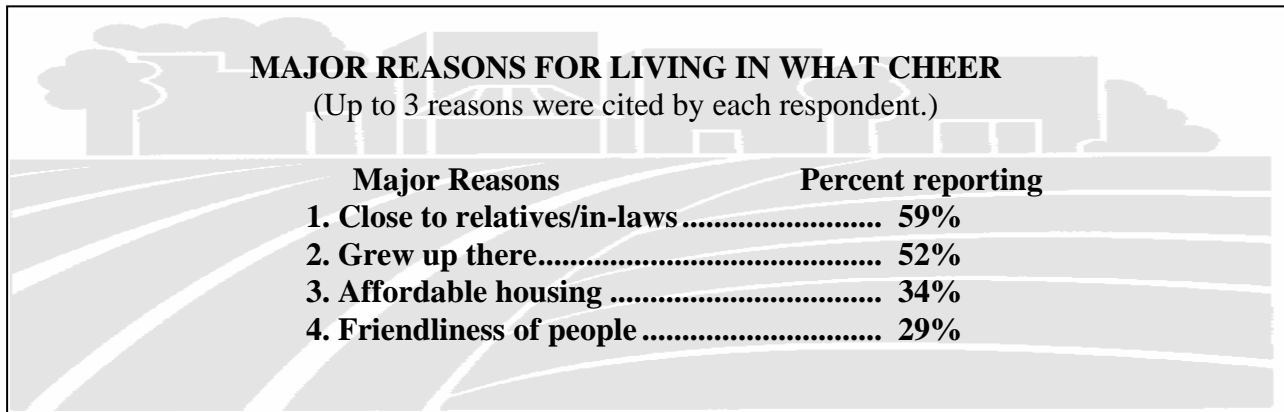 MAJOR REASONS FOR LIVING IN WHAT CHEER
(Up to 3 reasons were cited by each respondent.)
Major Reasons Percent reporting
1. Close to relatives/in-laws......................... 59%
2. Grew up there............................................ 52%
3. Affordable housing ................................... 34%
4. Friendliness of people............................... 29%